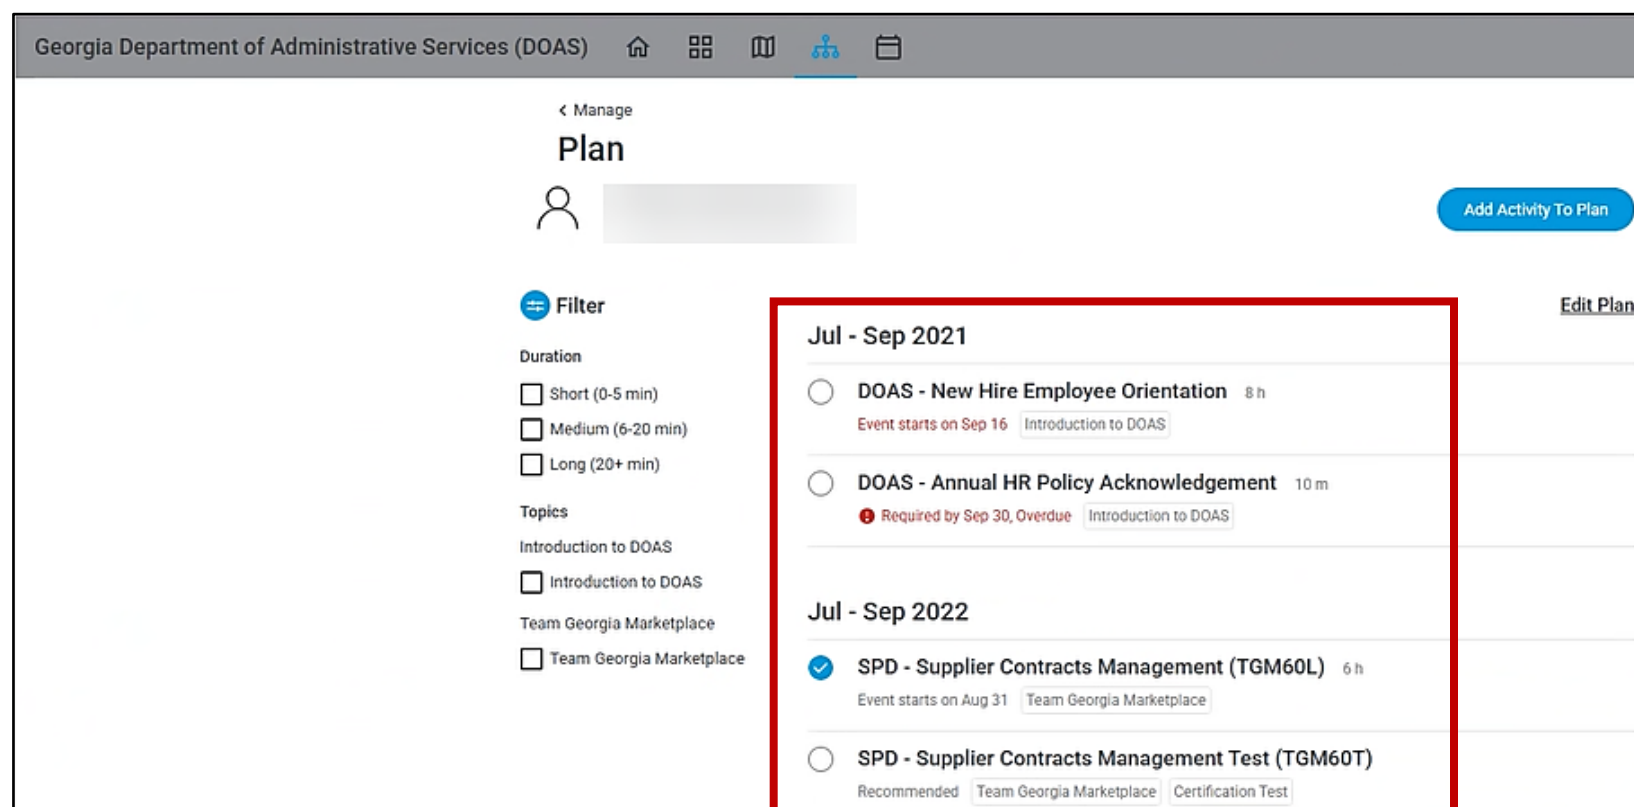 Georgia Department of Administrative Services (DOAS)
< Manage
Plan
Add Activity To Plan
Filter
Edit Plan
Duration
Short (0-5 min)
Medium (6-20 min)
Long (20+ min)
Topics
Introduction to DOAS
Introduction to DOAS
Team Georgia Marketplace
Team Georgia Marketplace
Jul - Sep 2021
DOAS - New Hire Employee Orientation 8 h
Event starts on Sep 16 Introduction to DOAS
DOAS - Annual HR Policy Acknowledgement 10 m
Required by Sep 30, Overdue Introduction to DOAS
Jul - Sep 2022
SPD - Supplier Contracts Management (TGM60L) 6 h
Event starts on Aug 31 Team Georgia Marketplace
SPD - Supplier Contracts Management Test (TGM60T)
Recommended Team Georgia Marketplace Certification Test